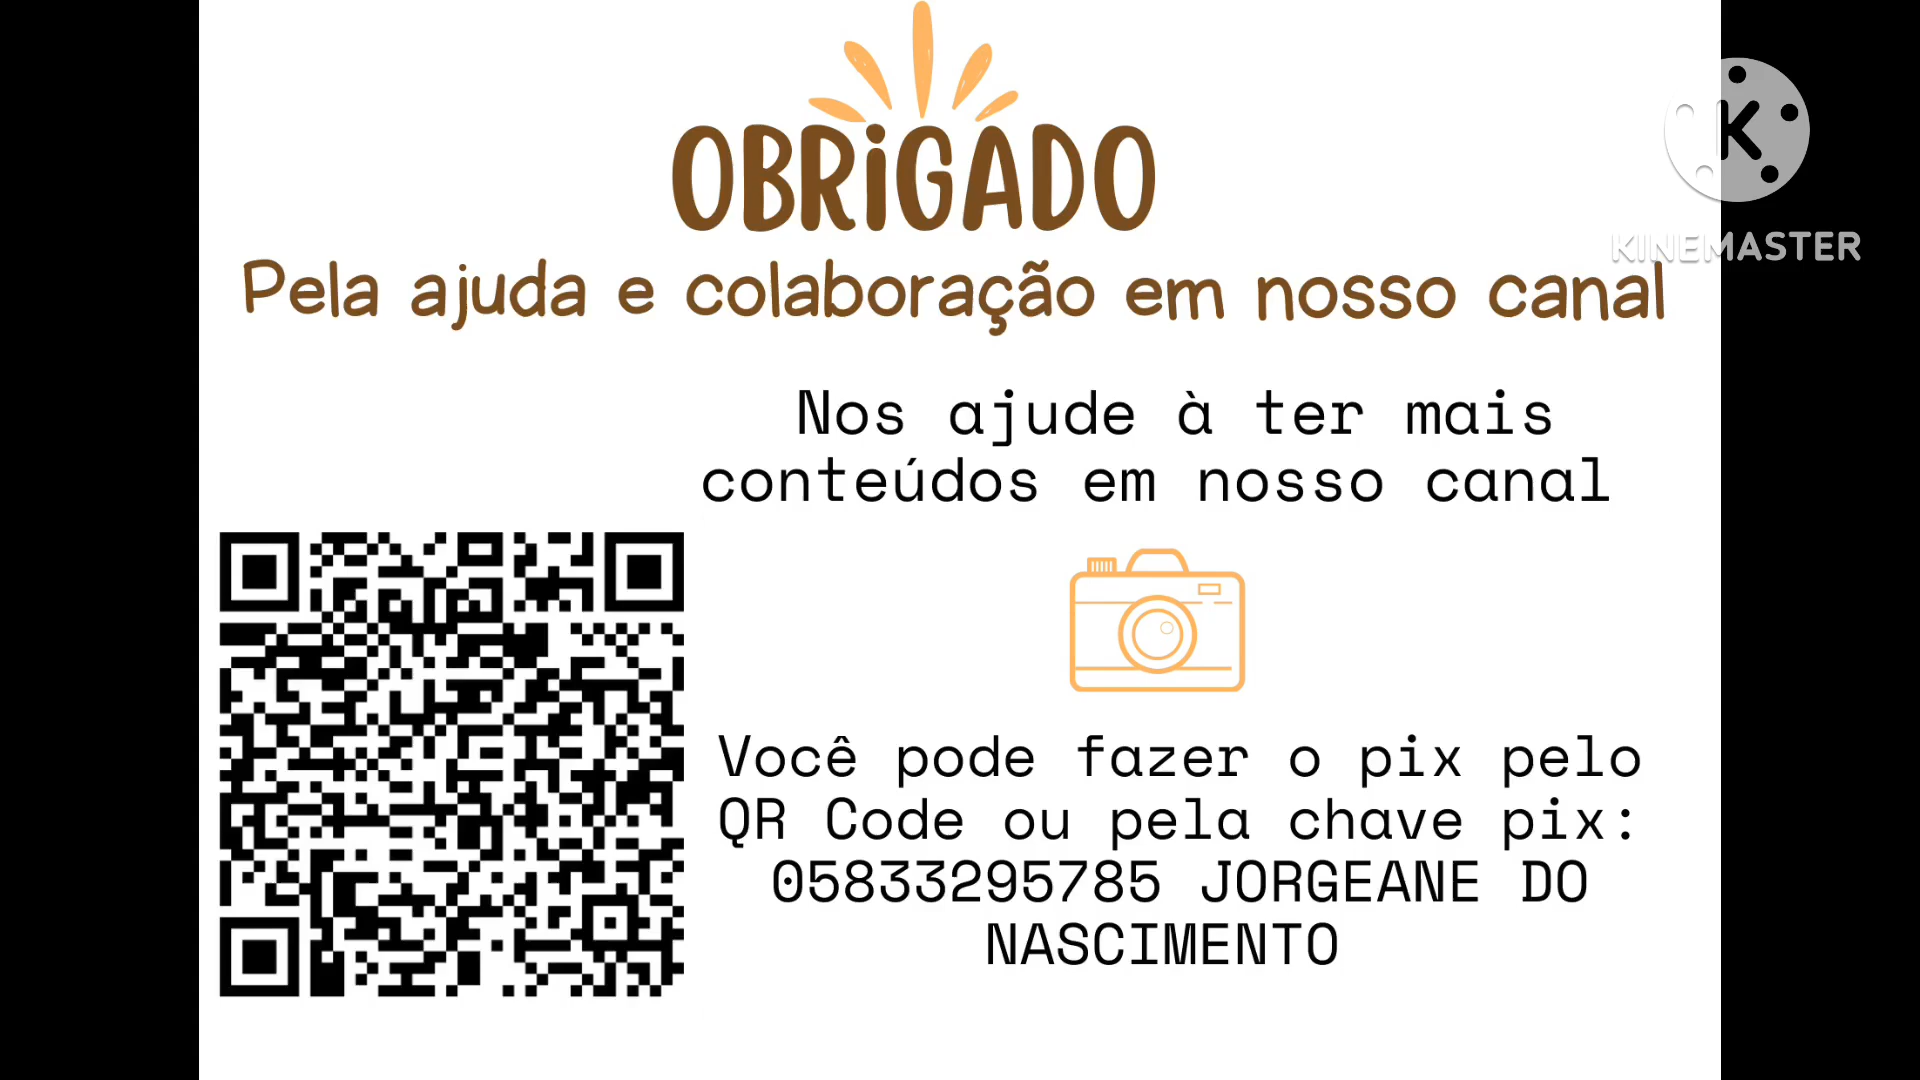 OBRiGADO
Pela ajuda e colaboração em nosso canal
K
KINEMASTER
Nos ajude à ter mais
conteúdos em nosso canal
Você pode fazer o pix pelo
QR Code ou pela chave pix:
05833295785 JORGEANE DO
NASCIMENTO